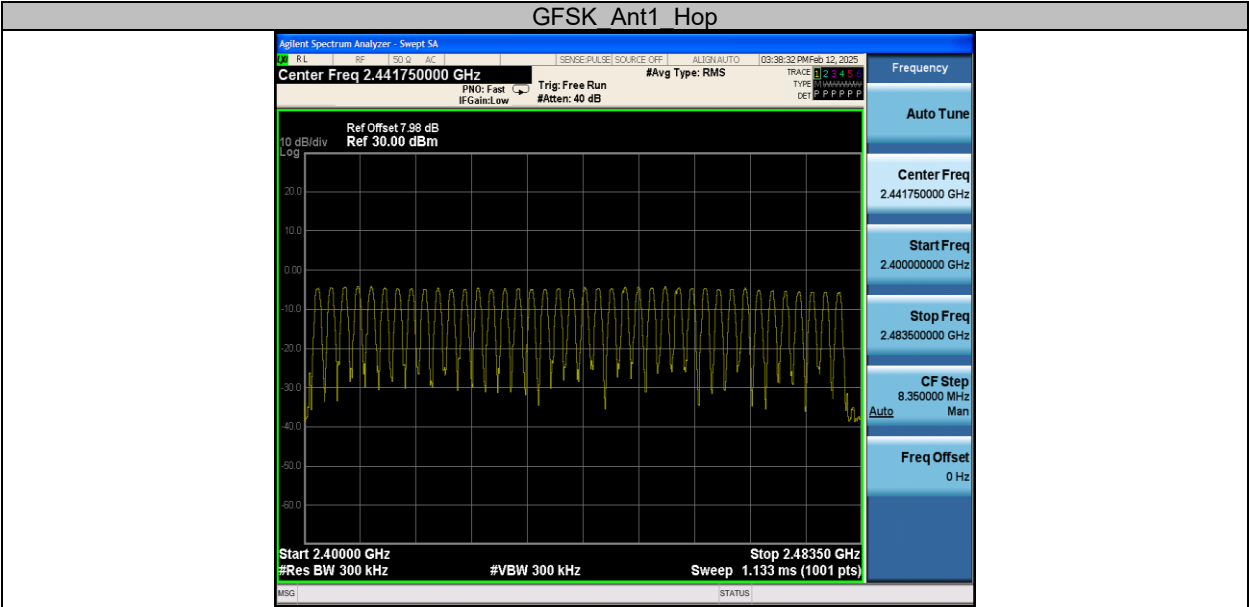 GFSK_Ant1_Hop
Agilent Spectrum Analyzer - Swept SA
RL RF 50 Ω AC SENSE:PULSE SOURCE OFF ALIGN AUTO 03:38:32 PM Feb 12, 2025
Center Freq 2.441750000 GHz
#Avg Type: RMS
TRACE 1 2 3 4 5 6
PNO: Fast
Trig: Free Run
TYPE
IFGain:Low
#Atten: 40 dB
DET P P P P P P
Ref Offset 7.98 dB
10 dB/div Ref 30.00 dBm
Log
20.0
10.0
0.00
-10.0
-20.0
-30.0
-40.0
-50.0
-60.0
Start 2.40000 GHz Stop 2.48350 GHz
#Res BW 300 kHz #VBW 300 kHz Sweep 1.133 ms (1001 pts)
MSG STATUS
Frequency
Auto Tune
Center Freq
2.441750000 GHz
Start Freq
2.400000000 GHz
Stop Freq
2.483500000 GHz
CF Step
8.350000 MHz
Auto Man
Freq Offset
0 Hz